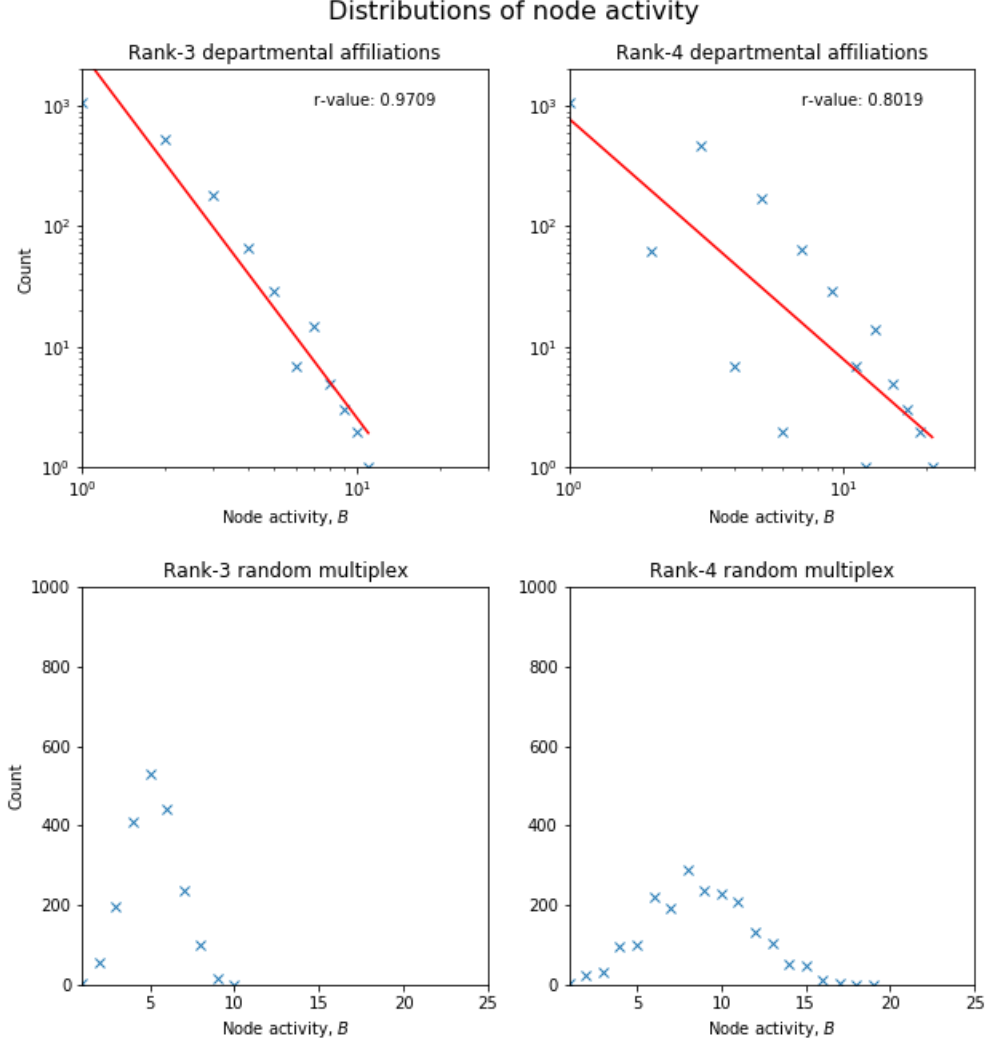 Distributions of node activity
Rank-3 departmental affiliations
r-value: 0.9709
10³
10²
10¹
10⁰
Count
10⁰
10¹
Node activity, B
Rank-4 departmental affiliations
r-value: 0.8019
10³
10²
10¹
10⁰
10⁰
10¹
Node activity, B
Rank-3 random multiplex
1000
800
600
400
200
0
Count
5
10
15
20
25
Node activity, B
Rank-4 random multiplex
1000
800
600
400
200
0
5
10
15
20
25
Node activity, B